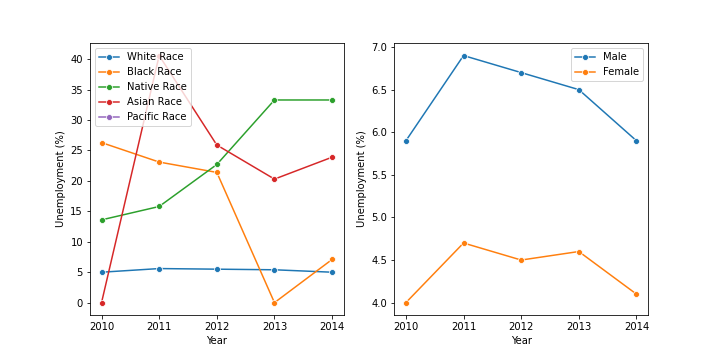 White Race
Black Race
Native Race
Asian Race
Pacific Race
40
35
30
25
20
15
10
5
0
Unemployment (%)
2010 2011 2012 2013 2014
Year
Male
Female
7.0
6.5
6.0
5.5
5.0
4.5
4.0
Unemployment (%)
2010 2011 2012 2013 2014
Year